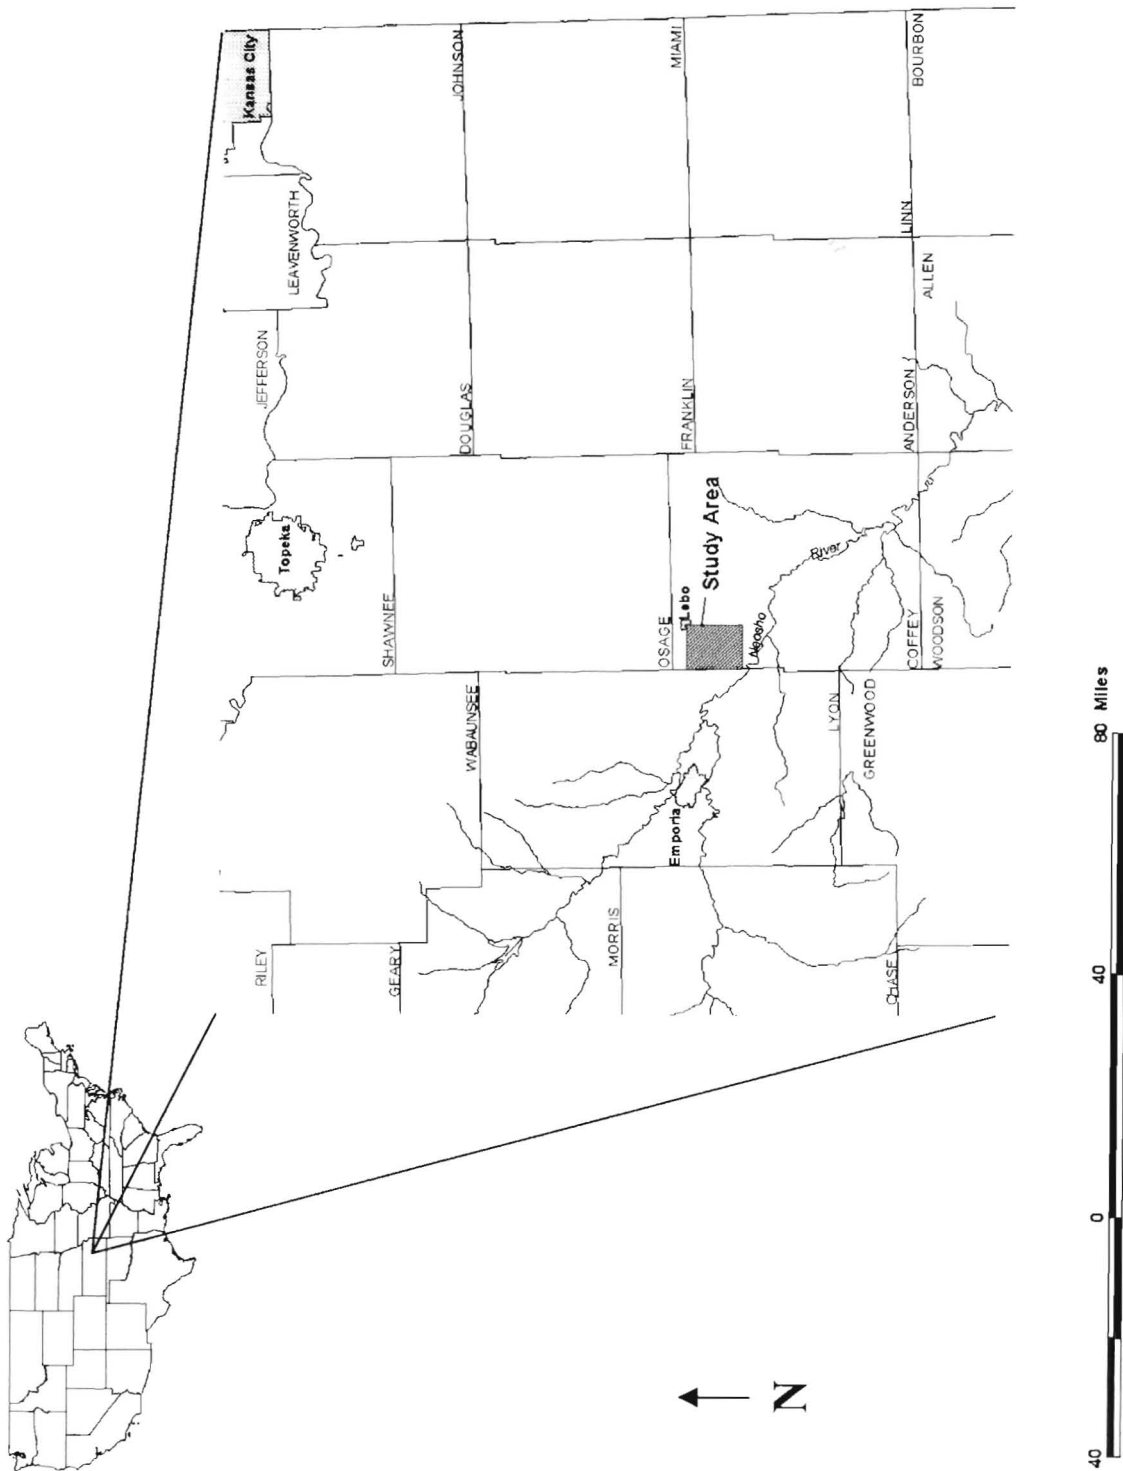 Kansas City
LEAVENWORTH
JEFFERSON
JOHNSON
DOUGLAS
Topeka
SHAWNEE
WABAUNSEE
RILEY
GEARY
MIAMI
FRANKLIN
OSAGE
Lebo
Study Area
Emporia
MORRIS
Neosho
River
BOURBON
LINN
ALLEN
ANDERSON
COFFEY
WOODSON
LYON
GREENWOOD
CHASE
N
40
0
40
80 Miles